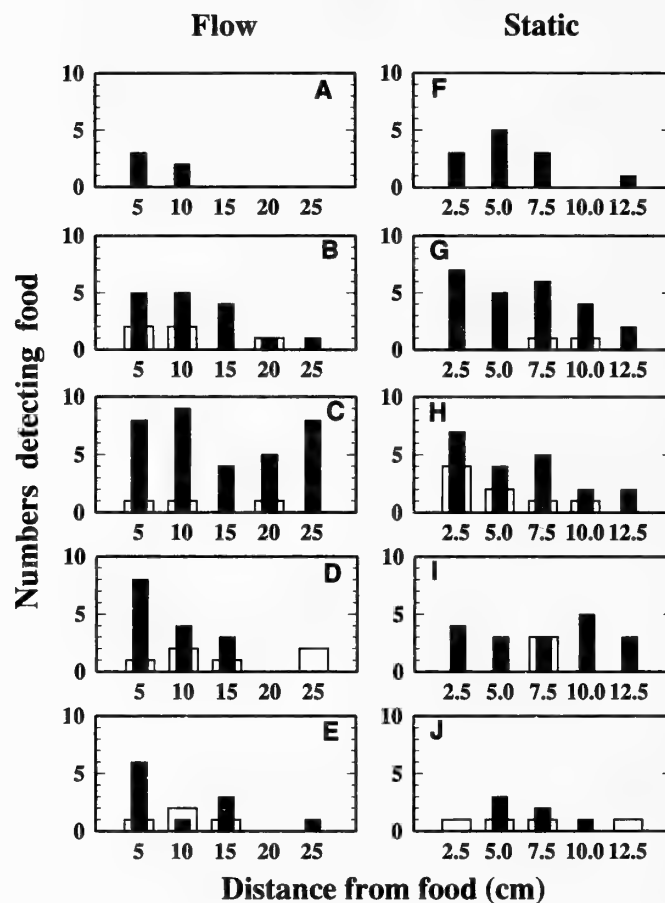 Flow Static
Numbers detecting food
10 A 10 F
5 5
0 0
5 10 15 20 25 2.5 5.0 7.5 10.0 12.5
10 B 10 G
5 5
0 0
5 10 15 20 25 2.5 5.0 7.5 10.0 12.5
10 C 10 H
5 5
0 0
5 10 15 20 25 2.5 5.0 7.5 10.0 12.5
10 D 10 I
5 5
0 0
5 10 15 20 25 2.5 5.0 7.5 10.0 12.5
10 E 10 J
5 5
0 0
5 10 15 20 25 2.5 5.0 7.5 10.0 12.5
Distance from food (cm)